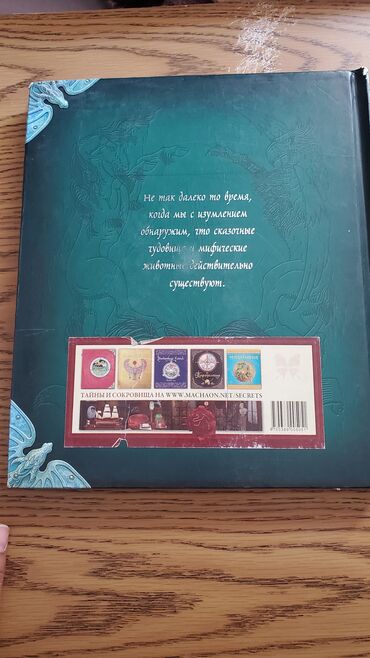 Не так далеко то время,
когда мы с изумлением
обнаружим, что сказочные
чудовища и мифические
животные действительно
существуют.
ТАЙНЫ И СОКРОВИЩА НА WWW.MACHAON.NET/SECRETS